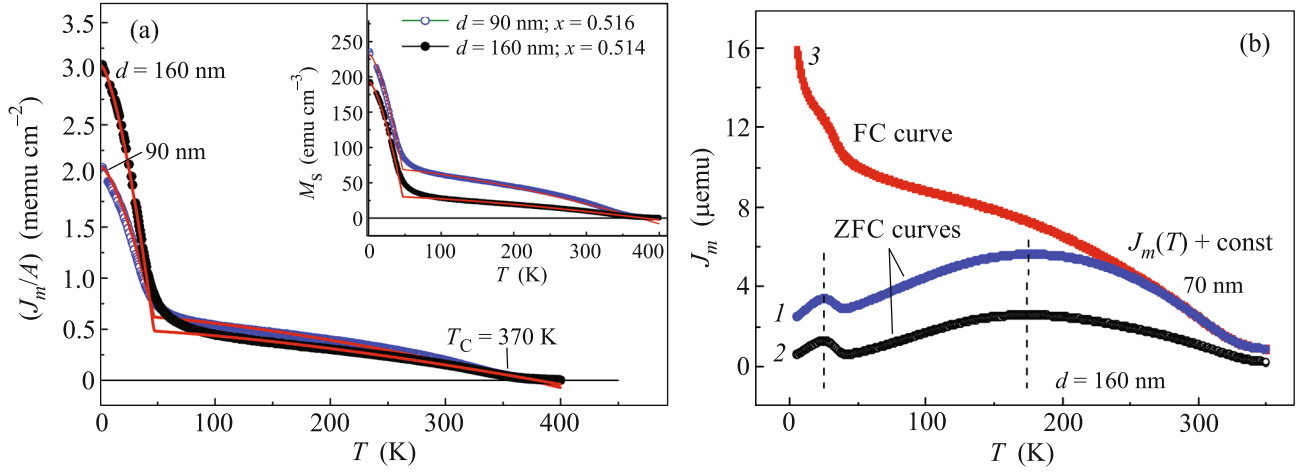 (a)
3.5
3.0
2.5
2.0
1.5
1.0
0.5
0
(J_m/A) (memu cm⁻²)
d = 160 nm
90 nm
T_C = 370 K
0 100 200 300 400
T (K)
d = 90 nm; x = 0.516
d = 160 nm; x = 0.514
250
200
150
100
50
0
M_S (emu cm⁻³)
0 100 200 300 400
T (K)
(b)
16
12
8
4
0
J_m (μemu)
3
FC curve
ZFC curves
J_m(T) + const
70 nm
1
2
d = 160 nm
0 50 100 150 200 250 300 350
T (K)